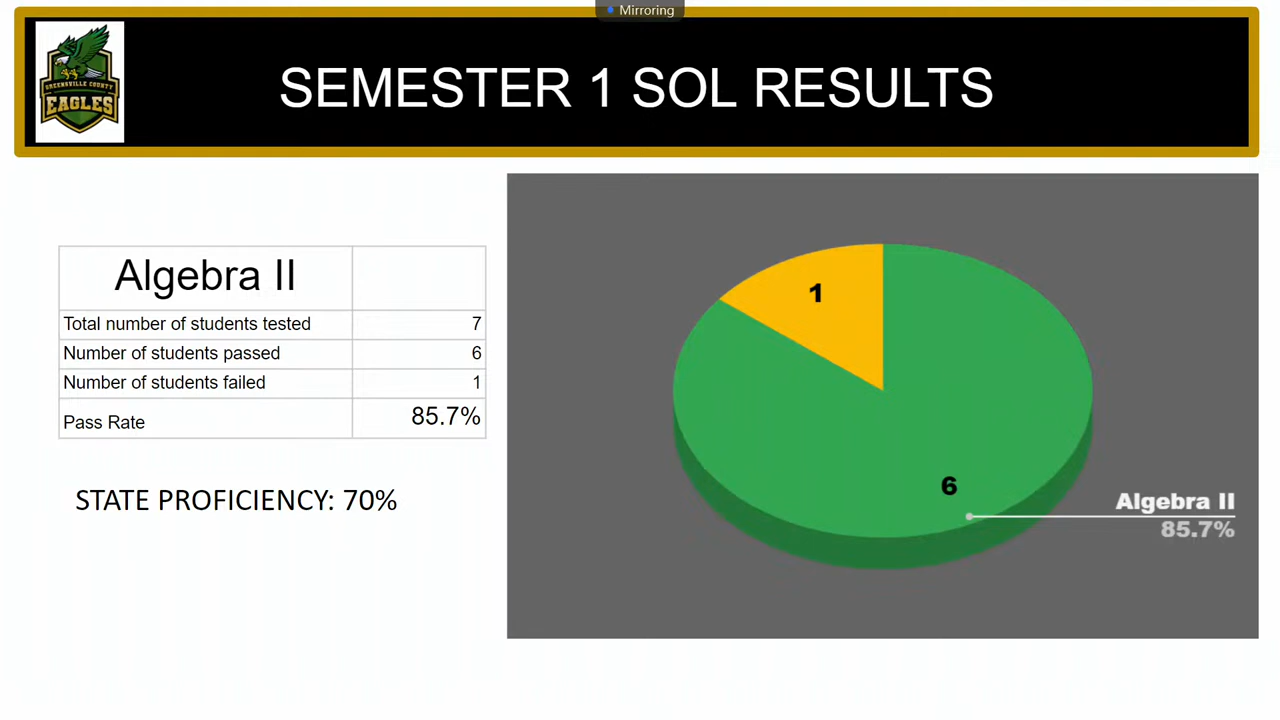 Mirroring
GREENSVILLE COUNTY
EAGLES
SEMESTER 1 SOL RESULTS
Algebra II
Total number of students tested 7
Number of students passed 6
Number of students failed 1
Pass Rate 85.7%
STATE PROFICIENCY: 70%
1
6
Algebra II
85.7%